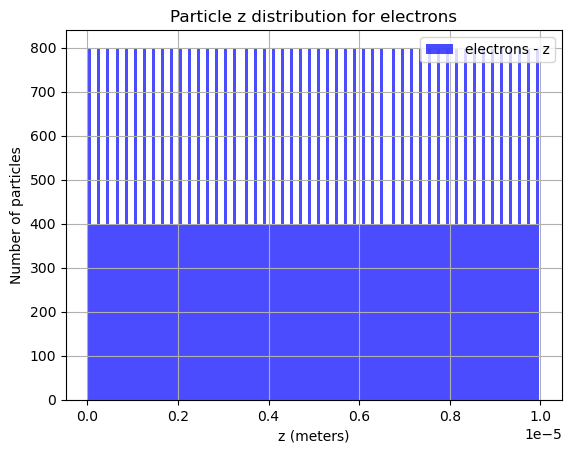 Particle z distribution for electrons
electrons - z
Number of particles
800
700
600
500
400
300
200
100
0
0.0 0.2 0.4 0.6 0.8 1.0
1e−5
z (meters)